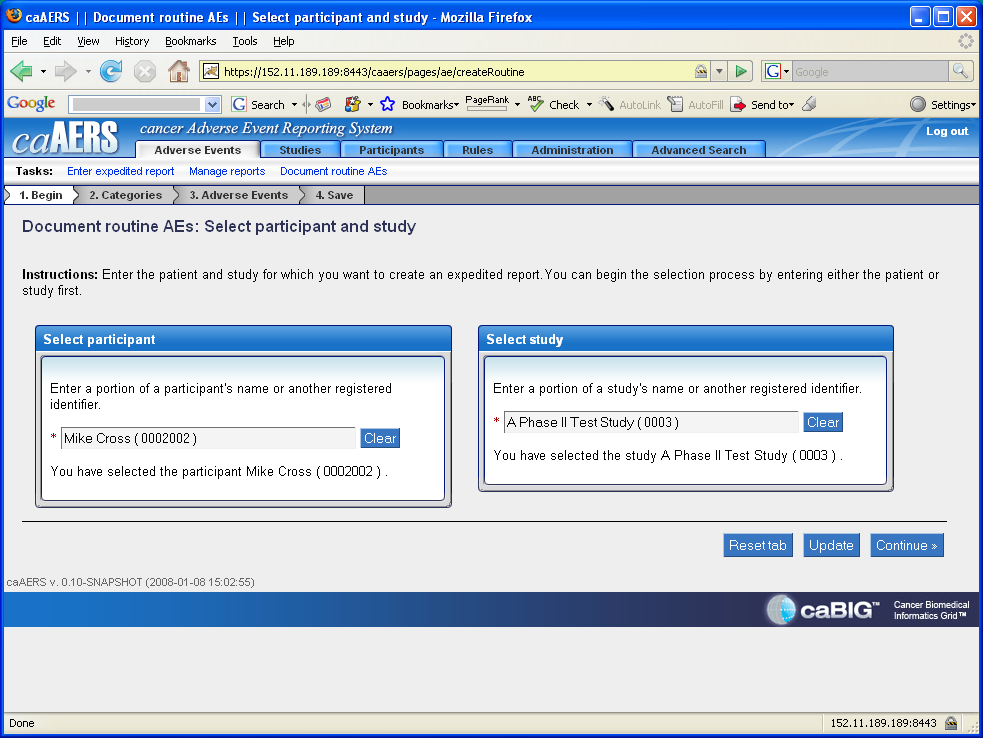 caAERS || Document routine AEs || Select participant and study - Mozilla Firefox
File Edit View History Bookmarks Tools Help
https://152.11.189.189:8443/caaers/pages/ae/createRoutine
G Google
Google G Search Bookmarks PageRank ABC Check AutoLink AutoFill Send to Settings
caAERS cancer Adverse Event Reporting System Log out
Adverse Events Studies Participants Rules Administration Advanced Search
Tasks: Enter expedited report Manage reports Document routine AEs
1. Begin 2. Categories 3. Adverse Events 4. Save
Document routine AEs: Select participant and study
Instructions: Enter the patient and study for which you want to create an expedited report. You can begin the selection process by entering either the patient or
study first.
Select participant
Enter a portion of a participant's name or another registered
identifier.
* Mike Cross ( 0002002 ) Clear
You have selected the participant Mike Cross ( 0002002 ) .
Select study
Enter a portion of a study's name or another registered identifier.
* A Phase II Test Study ( 0003 ) Clear
You have selected the study A Phase II Test Study ( 0003 ) .
Reset tab Update Continue »
caAERS v. 0.10-SNAPSHOT (2008-01-08 15:02:55)
caBIG™ Cancer Biomedical
Informatics Grid™
Done 152.11.189.189:8443